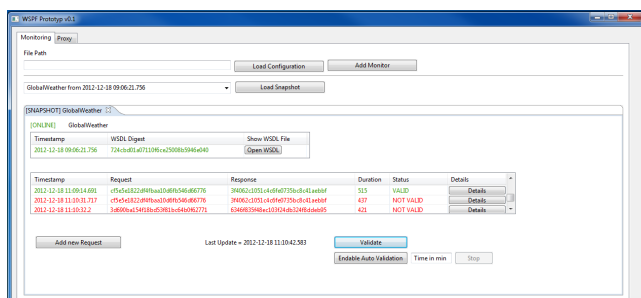 WSPF Prototyp v0.1
Monitoring Proxy
File Path
Load Configuration Add Monitor
GlobalWeather from 2012-12-18 09:06:21.756 Load Snapshot
[SNAPSHOT] GlobalWeather
[ONLINE] GlobalWeather
Timestamp WSDL Digest Show WSDL File
2012-12-18 09:06:21.756 724cbd01a07110f6ce25008b5946e040 Open WSDL
Timestamp Request Response Duration Status Details
2012-12-18 11:09:14.691 cf5e5e1822df4fbaa10d6fb546d66776 3f4062c1051c4c6fe0735bc8c41aebbf 515 VALID Details
2012-12-18 11:10:31.717 cf5e5e1822df4fbaa10d6fb546d66776 3f4062c1051c4c6fe0735bc8c41aebbf 437 NOT VALID Details
2012-12-18 11:10:32.2 3d690ba154f18bd53f81bc64b0f62771 6346f835f48ec103f24db324f8ddeb95 421 NOT VALID Details
Add new Request Last Update = 2012-12-18 11:10:42.583 Validate
Endable Auto Validation Time in min Stop